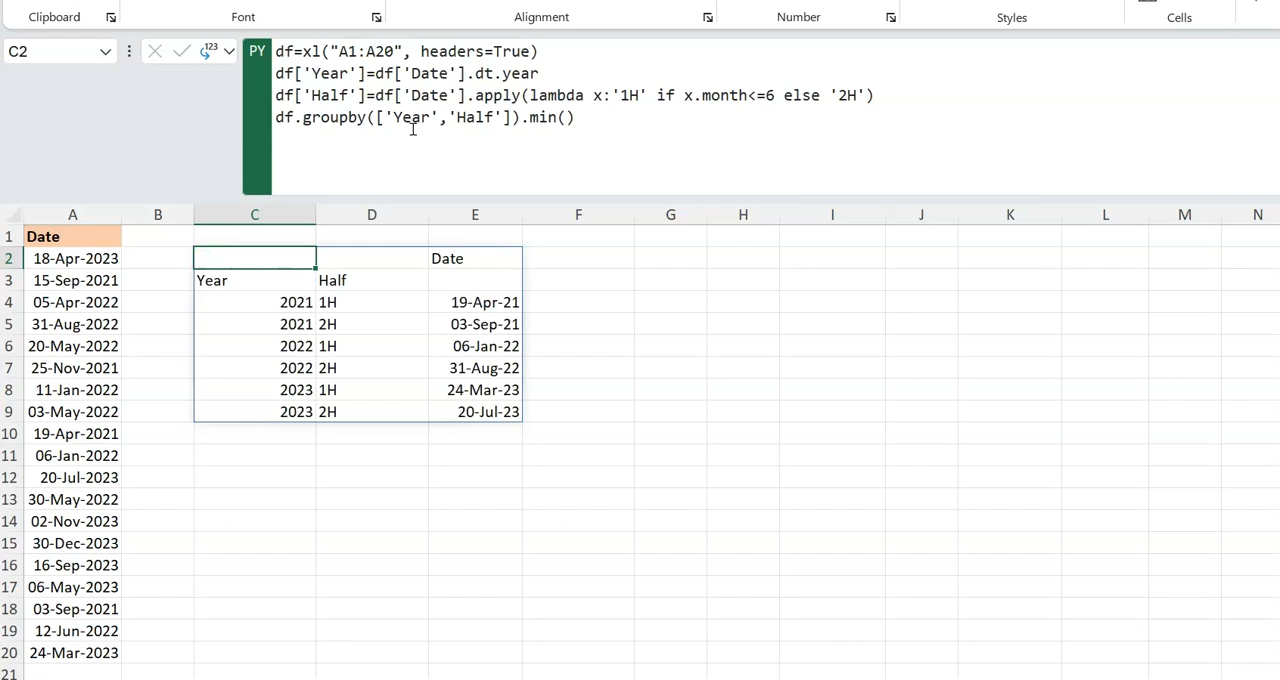 Clipboard Font Alignment Number Styles Cells
C2 123 PY df=xl("A1:A20", headers=True)
df['Year']=df['Date'].dt.year
df['Half']=df['Date'].apply(lambda x:'1H' if x.month<=6 else '2H')
df.groupby(['Year','Half']).min()
A B C D E F G H I J K L M N
1 Date
2 18-Apr-2023 Date
3 15-Sep-2021 Year Half
4 05-Apr-2022 2021 1H 19-Apr-21
5 31-Aug-2022 2021 2H 03-Sep-21
6 20-May-2022 2022 1H 06-Jan-22
7 25-Nov-2021 2022 2H 31-Aug-22
8 11-Jan-2022 2023 1H 24-Mar-23
9 03-May-2022 2023 2H 20-Jul-23
10 19-Apr-2021
11 06-Jan-2022
12 20-Jul-2023
13 30-May-2022
14 02-Nov-2023
15 30-Dec-2023
16 16-Sep-2023
17 06-May-2023
18 03-Sep-2021
19 12-Jun-2022
20 24-Mar-2023
21